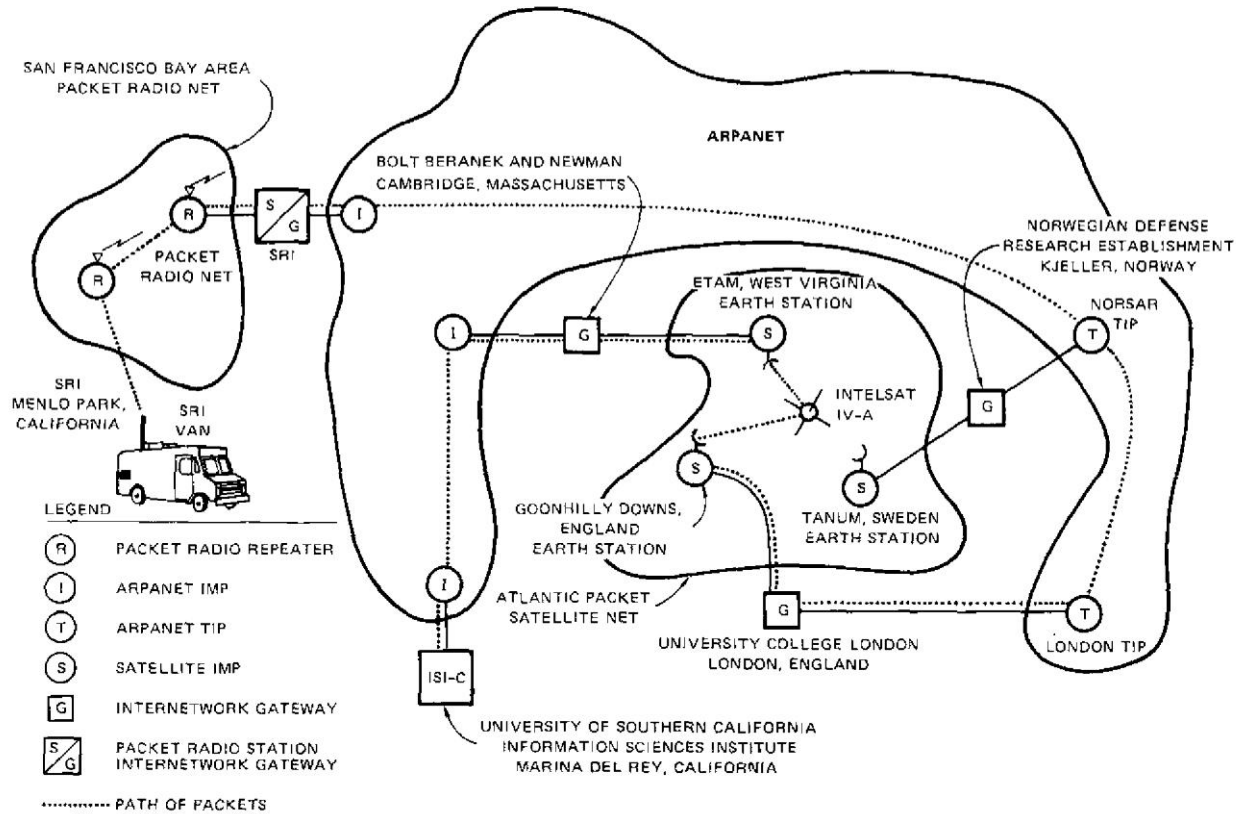 SAN FRANCISCO BAY AREA
PACKET RADIO NET
ARPANET
BOLT BERANEK AND NEWMAN
CAMBRIDGE, MASSACHUSETTS
S
G
SRI
I
R
PACKET
RADIO NET
R
NORWEGIAN DEFENSE
RESEARCH ESTABLISHMENT
KJELLER, NORWAY
ETAM, WEST VIRGINIA
EARTH STATION
NORSAR
TIP
I
G
S
T
SRI
MENLO PARK,
CALIFORNIA
SRI
VAN
INTELSAT
IV-A
G
S
S
GOONHILLY DOWNS,
ENGLAND
EARTH STATION
TANUM, SWEDEN
EARTH STATION
I
ATLANTIC PACKET
SATELLITE NET
G
T
UNIVERSITY COLLEGE LONDON
LONDON, ENGLAND
LONDON TIP
ISI-C
UNIVERSITY OF SOUTHERN CALIFORNIA
INFORMATION SCIENCES INSTITUTE
MARINA DEL REY, CALIFORNIA
LEGEND
R PACKET RADIO REPEATER
I ARPANET IMP
T ARPANET TIP
S SATELLITE IMP
G INTERNETWORK GATEWAY
S
G
PACKET RADIO STATION
INTERNETWORK GATEWAY
PATH OF PACKETS